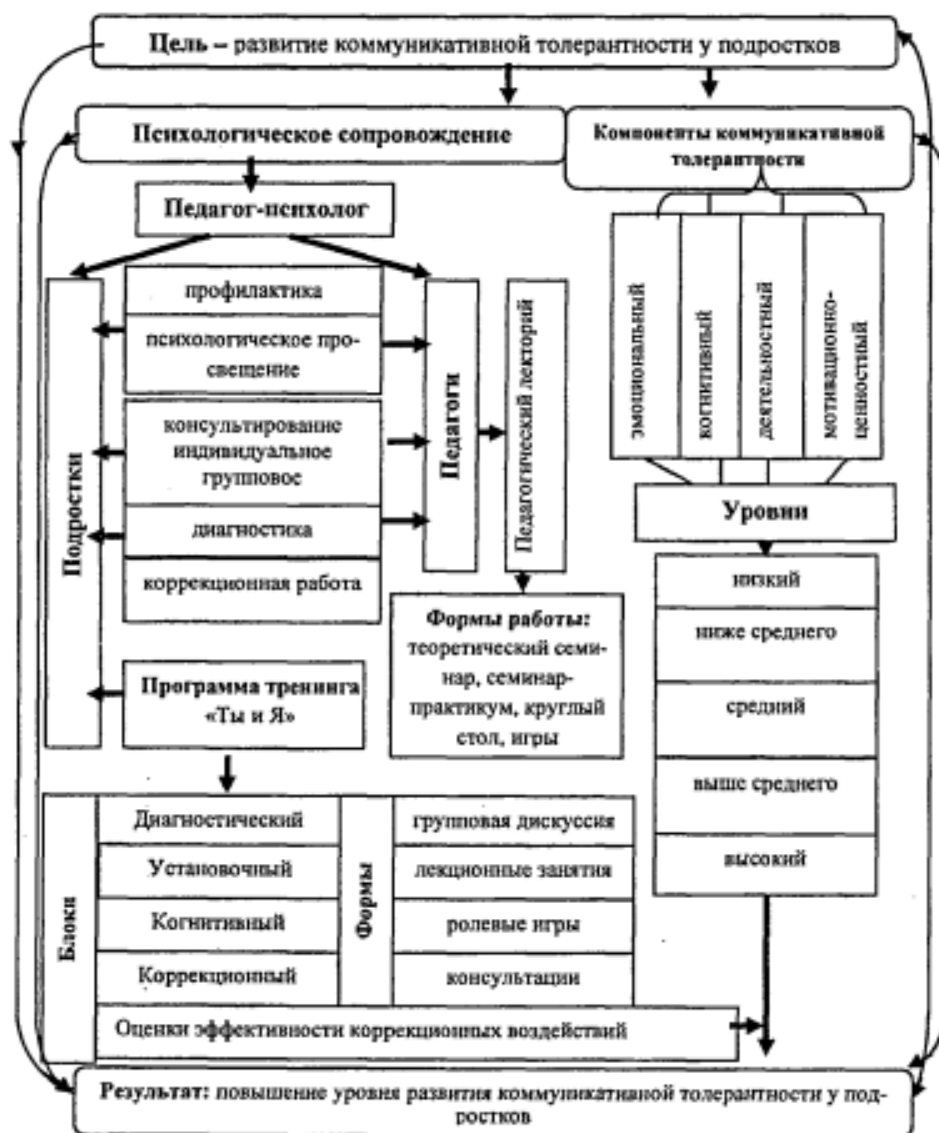 Цель – развитие коммуникативной толерантности у подростков
Психологическое сопровождение
Компоненты коммуникативной
толерантности
Педагог-психолог
Подростки
профилактика
психологическое про-
свещение
консультирование
индивидуальное
групповое
диагностика
коррекционная работа
Программа тренинга
«Ты и Я»
Педагоги
Педагогический лекторий
Формы работы:
теоретический семи-
нар, семинар-
практикум, круглый
стол, игры
эмоциональный
когнитивный
деятельностный
мотивационно-
ценностный
Уровни
низкий
ниже среднего
средний
выше среднего
высокий
Блоки
Диагностический
Установочный
Когнитивный
Коррекционный
Формы
групповая дискуссия
лекционные занятия
ролевые игры
консультации
Оценки эффективности коррекционных воздействий
Результат: повышение уровня развития коммуникативной толерантности у под-
ростков